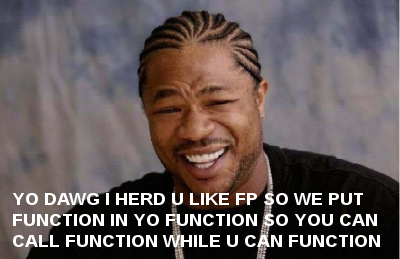 YO DAWG I HERD U LIKE FP SO WE PUT
FUNCTION IN YO FUNCTION SO YOU CAN
CALL FUNCTION WHILE U CAN FUNCTION